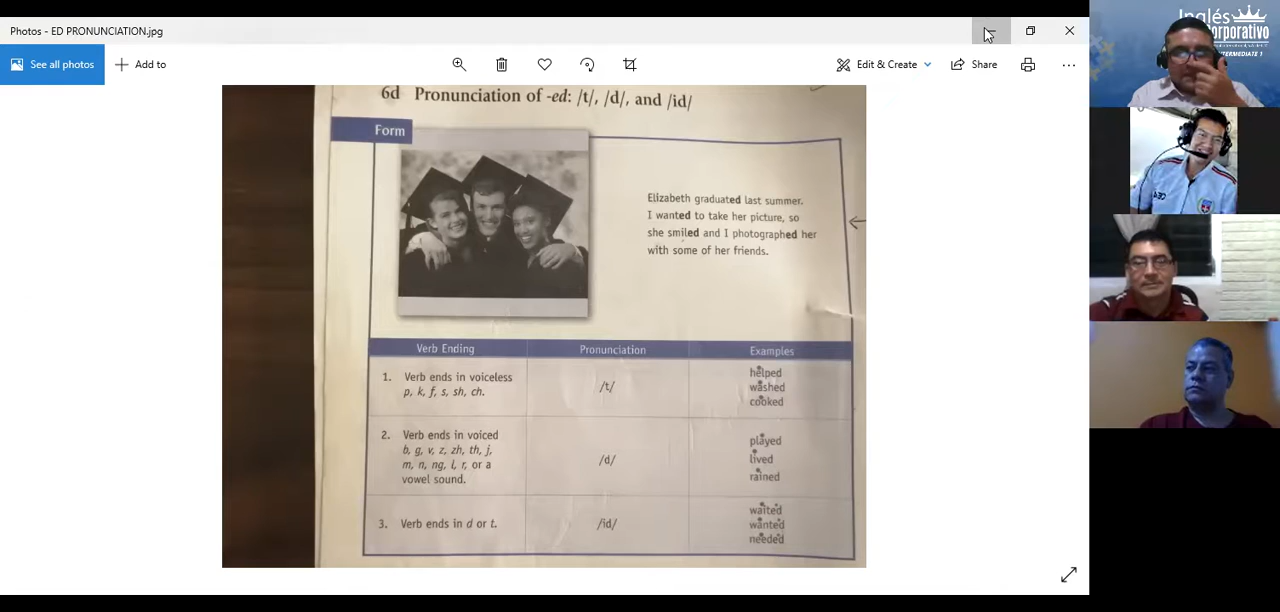 Photos - ED PRONUNCIATION.jpg
Inglés
Corporativo
INTERMEDIATE 1
See all photos
Add to
Edit & Create
Share
6d Pronunciation of -ed: /t/, /d/, and /id/
Form
Elizabeth graduated last summer.
I wanted to take her picture, so
she smiled and I photographed her
with some of her friends.
Verb Ending Pronunciation Examples
1. Verb ends in voiceless
p, k, f, s, sh, ch.
/t/
helped
washed
cooked
2. Verb ends in voiced
b, g, v, z, zh, th, j,
m, n, ng, l, r, or a
vowel sound.
/d/
played
lived
rained
3. Verb ends in d or t.
/id/
waited
wanted
needed